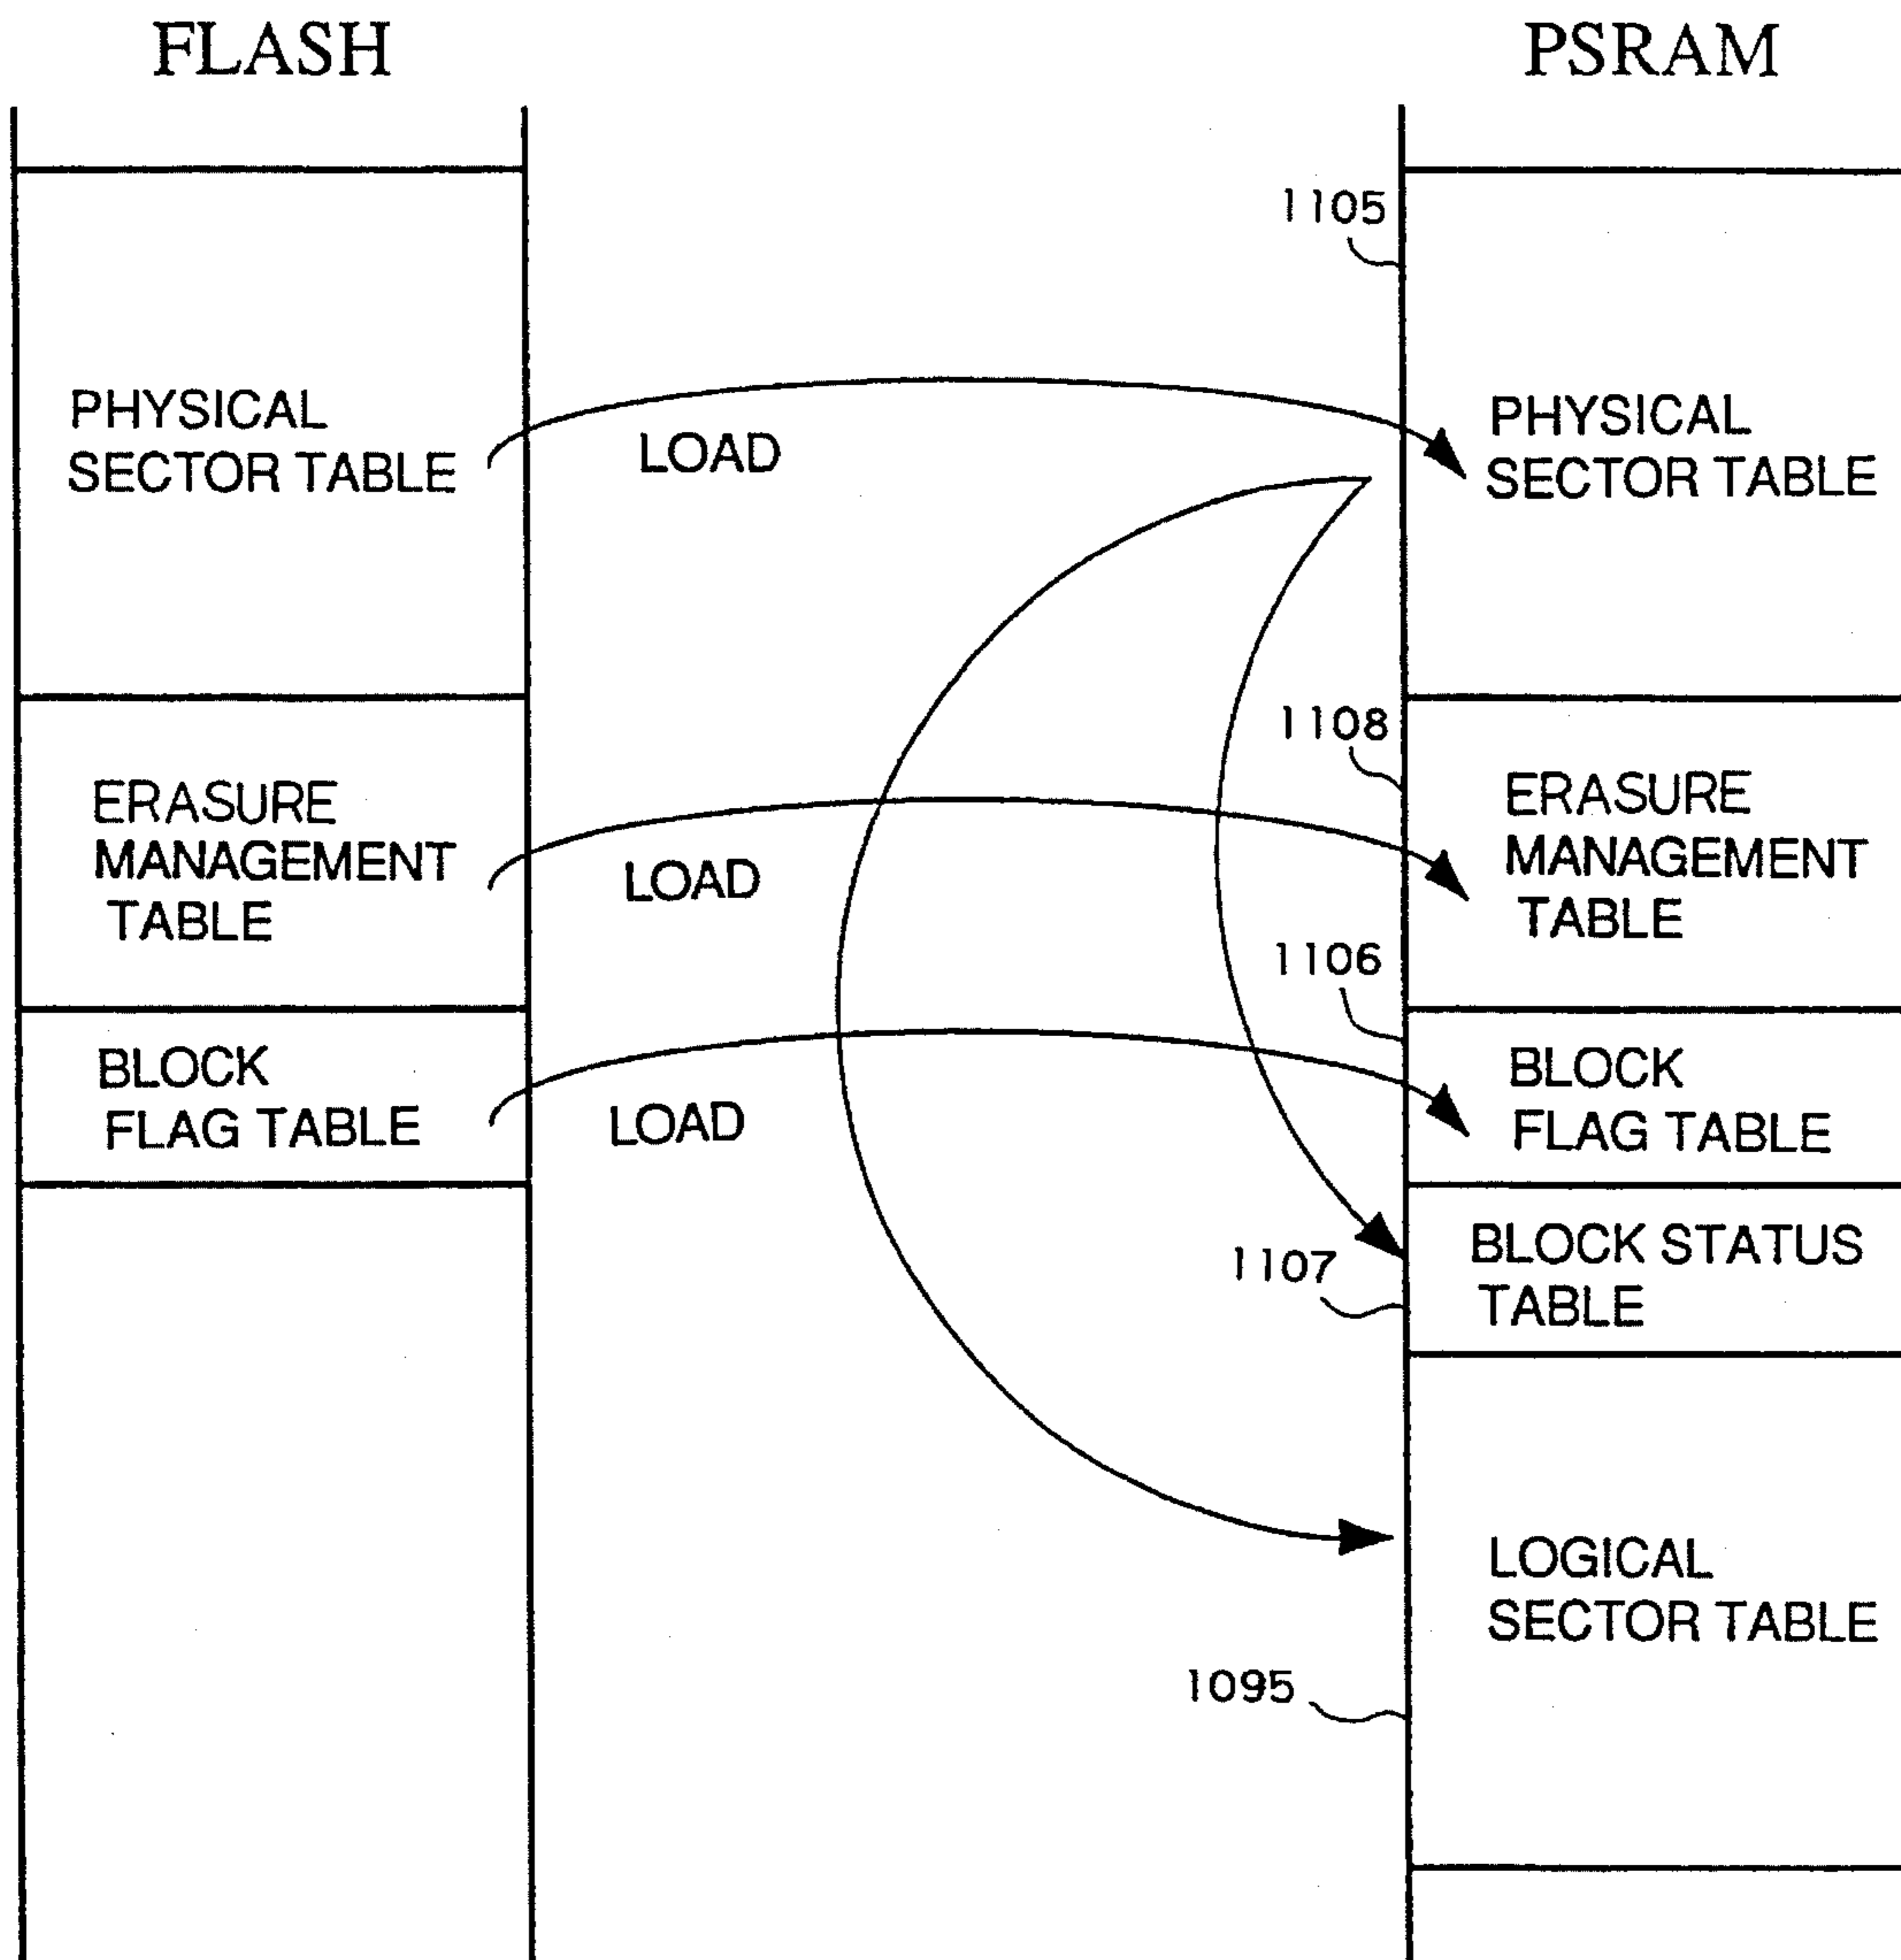 FLASH
PHYSICAL
SECTOR TABLE
ERASURE
MANAGEMENT
TABLE
BLOCK
FLAG TABLE
LOAD
LOAD
LOAD
PSRAM
1105
PHYSICAL
SECTOR TABLE
1108
ERASURE
MANAGEMENT
TABLE
1106
BLOCK
FLAG TABLE
1107
BLOCK STATUS
TABLE
LOGICAL
SECTOR TABLE
1095